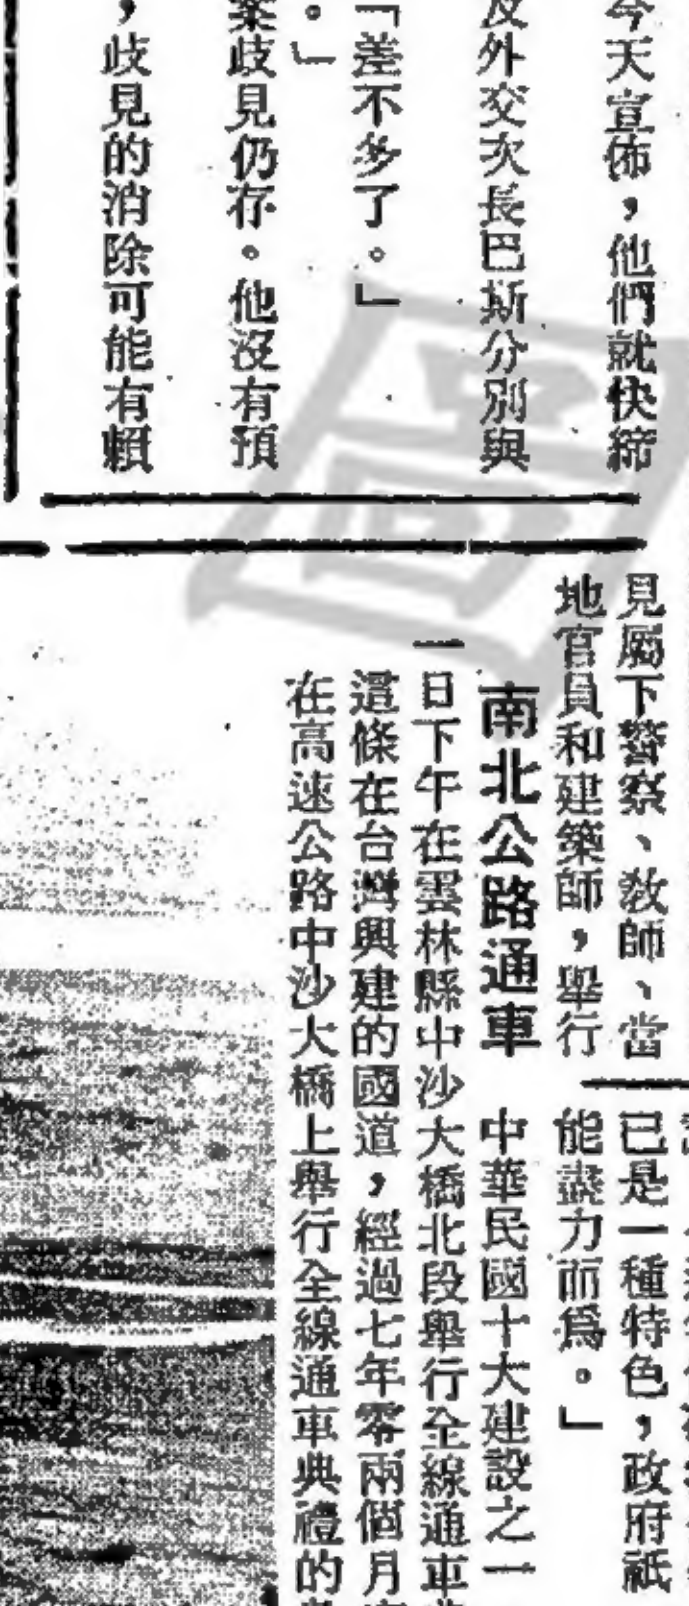 今天宣佈，他們就快締
及外交次長巴斯分別與
「差不多了。」
。」
案歧見仍存。他沒有預
，歧見的消除可能有賴
見屬下警察、教師、當
地官員和建築師，舉行
已是一種特色，政府祇
能盡力而爲。」
南北公路通車
中華民國十大建設之一
一日下午在雲林縣中沙大橋北段舉行全線通車
這條在台灣興建的國道，經過七年零兩個月
在高速公路中沙大橋上舉行全線通車典禮的
圖